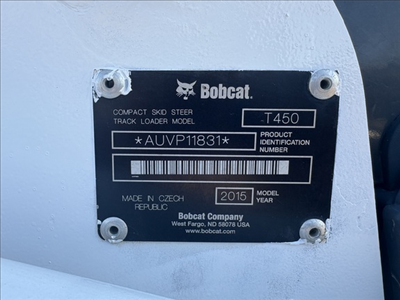 Bobcat.
COMPACT SKID STEER
TRACK LOADER MODEL
T450
*AUVP11831*
PRODUCT
IDENTIFICATION
NUMBER
MADE IN CZECH
REPUBLIC
2015
MODEL
YEAR
Bobcat Company
West Fargo, ND 58078 USA
www.bobcat.com